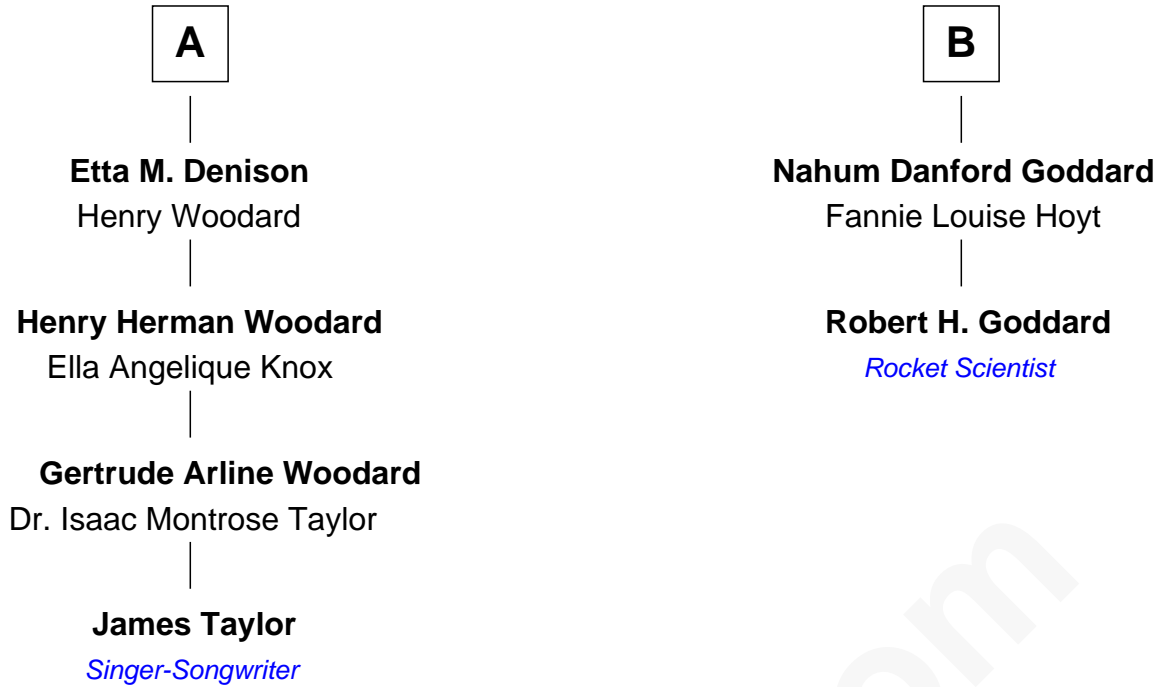 A
Etta M. Denison
Henry Woodard
Henry Herman Woodard
Ella Angelique Knox
Gertrude Arline Woodard
Dr. Isaac Montrose Taylor
James Taylor
Singer-Songwriter
B
Nahum Danford Goddard
Fannie Louise Hoyt
Robert H. Goddard
Rocket Scientist
om